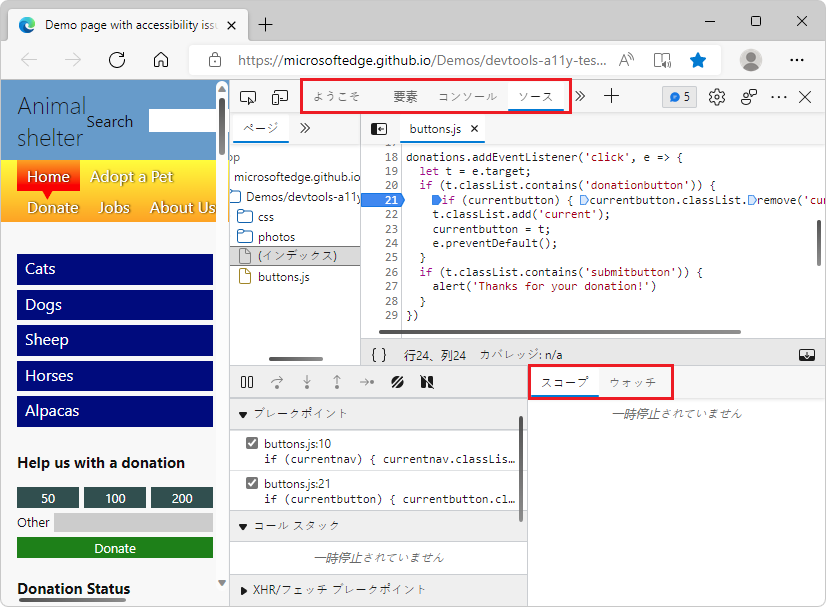 Demo page with accessibility issu
https://microsoftedge.github.io/Demos/devtools-a11y-tes...
Animal shelter
Search
Home
Adopt a Pet
Donate
Jobs
About Us
Cats
Dogs
Sheep
Horses
Alpacas
Help us with a donation
50
100
200
Other
Donate
Donation Status
ようこそ
要素
コンソール
ソース
5
ページ
op
microsoftedge.github.io
Demos/devtools-a11y
css
photos
(インデックス)
buttons.js
buttons.js
18 donations.addEventListener('click', e => {
19 let t = e.target;
20 if (t.classList.contains('donationbutton')) {
21 if (currentbutton) { currentbutton.classList.remove('cu
22 t.classList.add('current');
23 currentbutton = t;
24 e.preventDefault();
25 }
26 if (t.classList.contains('submitbutton')) {
27 alert('Thanks for your donation!')
28 }
29 })
{ } 行24、列24 カバレッジ: n/a
ブレークポイント
buttons.js:10
if (currentnav) { currentnav.classLis…
buttons.js:21
if (currentbutton) { currentbutton.cl…
コール スタック
一時停止されていません
XHR/フェッチ ブレークポイント
スコープ
ウォッチ
一時停止されていません